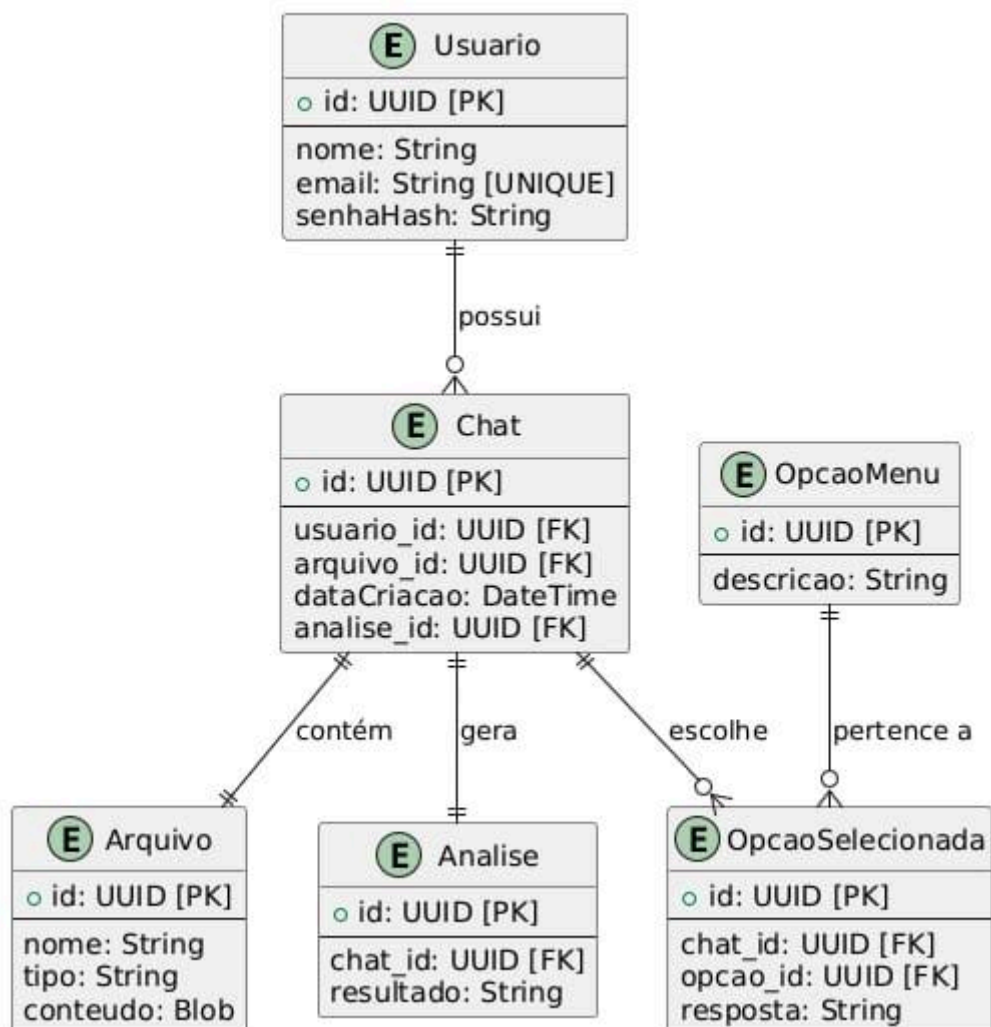 E Usuario
id: UUID [PK]
nome: String
email: String [UNIQUE]
senhaHash: String
possui
E Chat
id: UUID [PK]
usuario_id: UUID [FK]
arquivo_id: UUID [FK]
dataCriacao: DateTime
analise_id: UUID [FK]
E OpcaoMenu
id: UUID [PK]
descricao: String
contém
gera
escolhe
pertence a
E Arquivo
id: UUID [PK]
nome: String
tipo: String
conteudo: Blob
E Analise
id: UUID [PK]
chat_id: UUID [FK]
resultado: String
E OpcaoSelecionada
id: UUID [PK]
chat_id: UUID [FK]
opcao_id: UUID [FK]
resposta: String